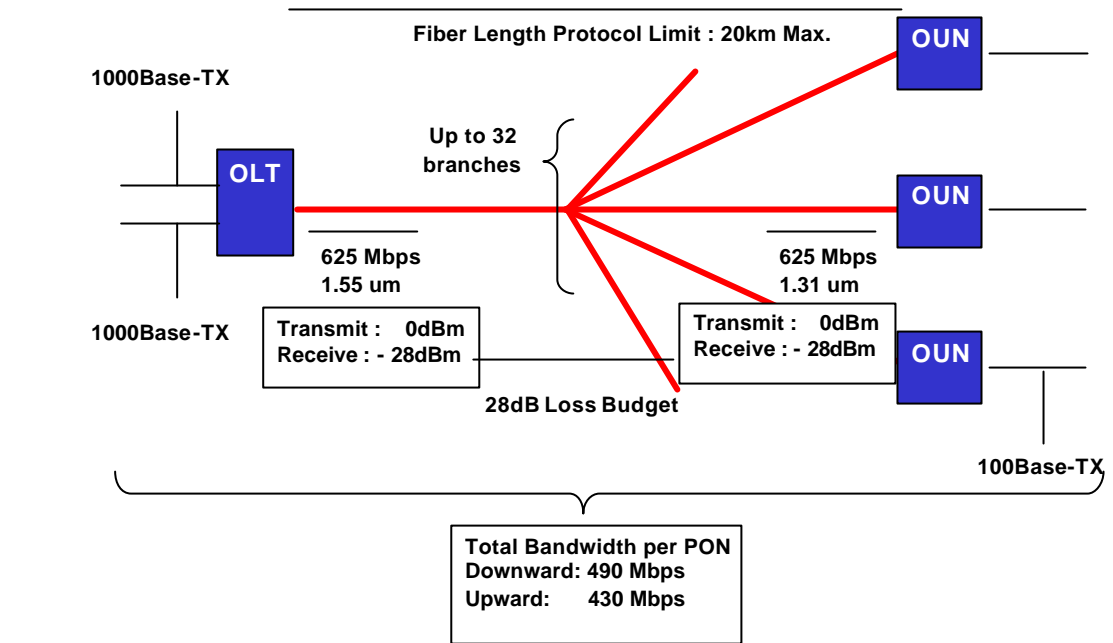 Fiber Length Protocol Limit : 20km Max.
OUN
1000Base-TX
Up to 32
branches
OLT
OUN
625 Mbps
1.55 um
625 Mbps
1.31 um
1000Base-TX
Transmit : 0dBm
Receive : - 28dBm
Transmit : 0dBm
Receive : - 28dBm
OUN
28dB Loss Budget
100Base-TX
Total Bandwidth per PON
Downward: 490 Mbps
Upward: 430 Mbps